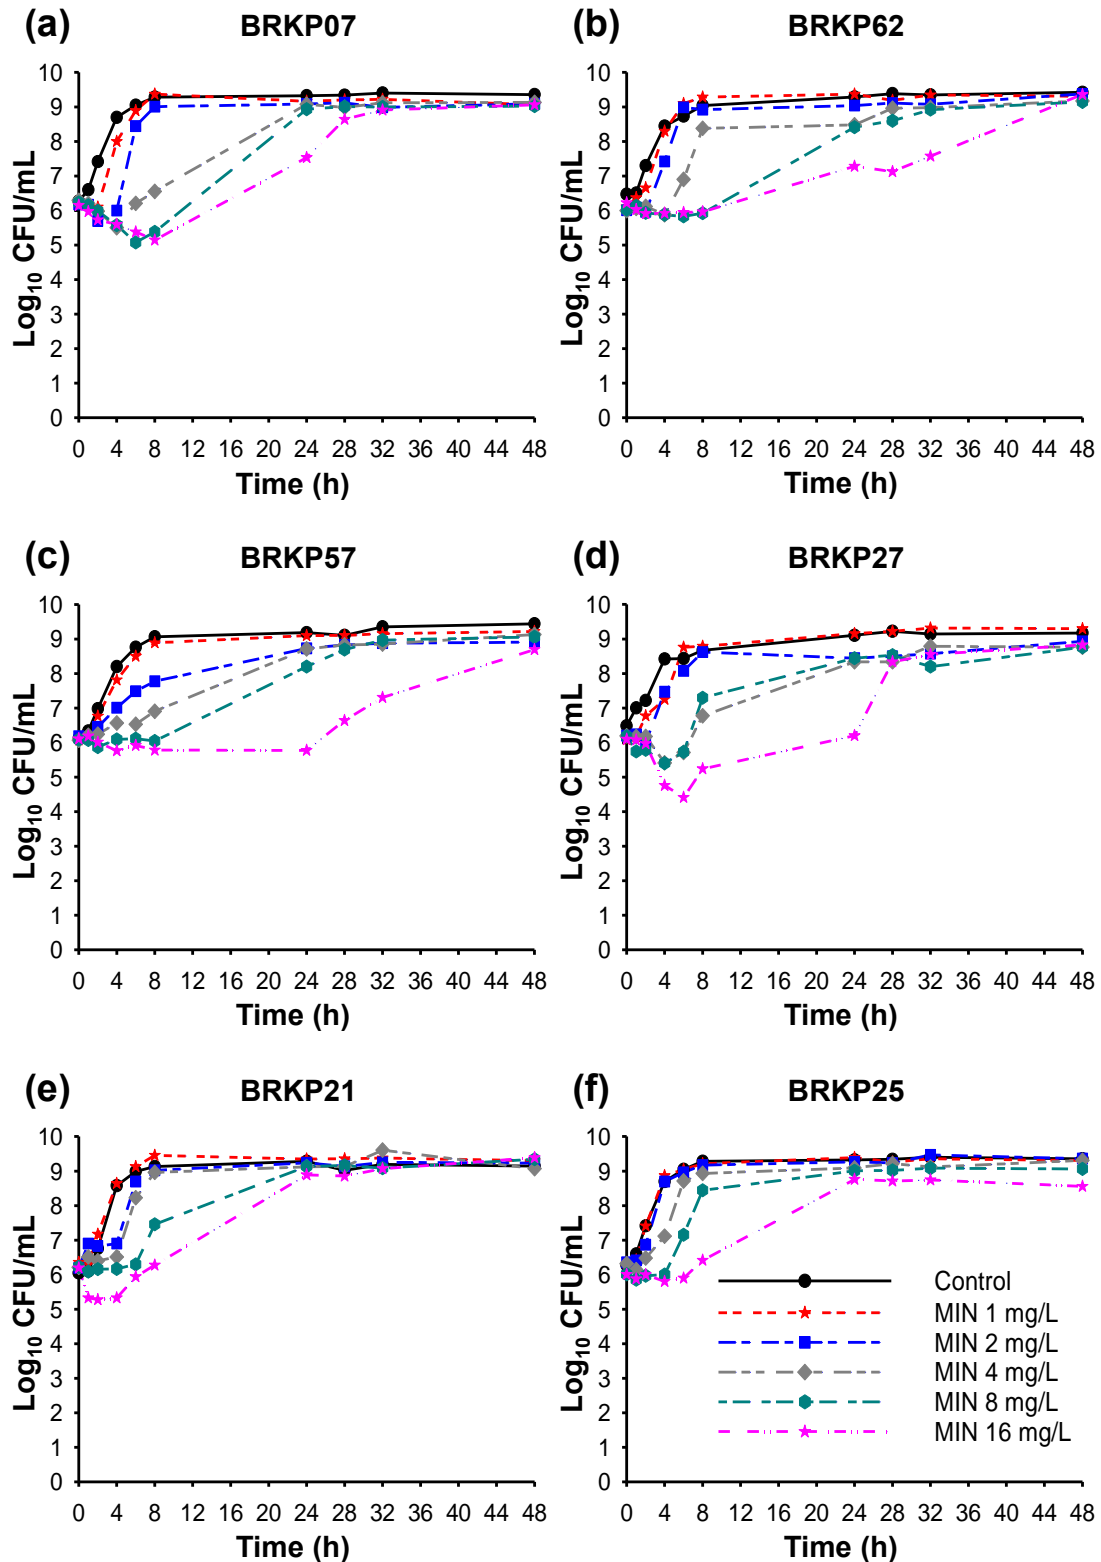 (a) BRKP07
10
9
8
7
6
5
4
3
2
1
0
Log10 CFU/mL
0 4 8 12 16 20 24 28 32 36 40 44 48
Time (h)
(b) BRKP62
10
9
8
7
6
5
4
3
2
1
0
Log10 CFU/mL
0 4 8 12 16 20 24 28 32 36 40 44 48
Time (h)
(c) BRKP57
10
9
8
7
6
5
4
3
2
1
0
Log10 CFU/mL
0 4 8 12 16 20 24 28 32 36 40 44 48
Time (h)
(d) BRKP27
10
9
8
7
6
5
4
3
2
1
0
Log10 CFU/mL
0 4 8 12 16 20 24 28 32 36 40 44 48
Time (h)
(e) BRKP21
10
9
8
7
6
5
4
3
2
1
0
Log10 CFU/mL
0 4 8 12 16 20 24 28 32 36 40 44 48
Time (h)
(f) BRKP25
10
9
8
7
6
5
4
3
2
1
0
Log10 CFU/mL
Control
MIN 1 mg/L
MIN 2 mg/L
MIN 4 mg/L
MIN 8 mg/L
MIN 16 mg/L
0 4 8 12 16 20 24 28 32 36 40 44 48
Time (h)